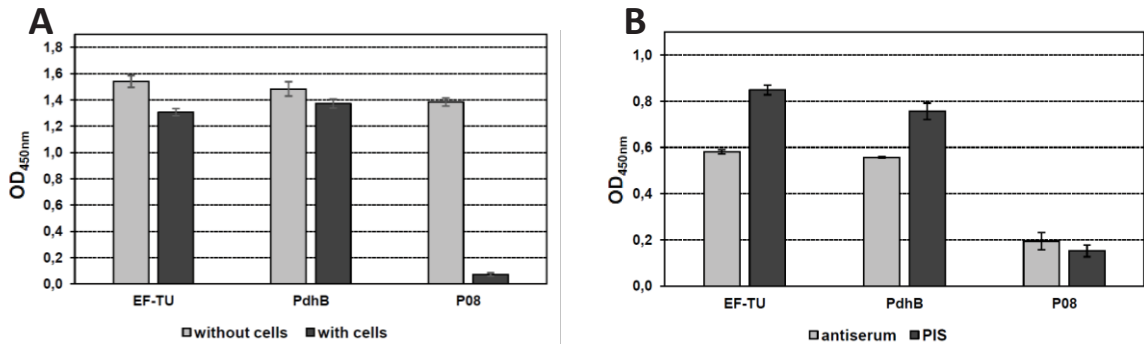 A
OD450nm
1,8
1,6
1,4
1,2
1,0
0,8
0,6
0,4
0,2
0,0
EF-TU PdhB P08
without cells with cells
B
OD450nm
1,0
0,8
0,6
0,4
0,2
0,0
EF-TU PdhB P08
antiserum PIS